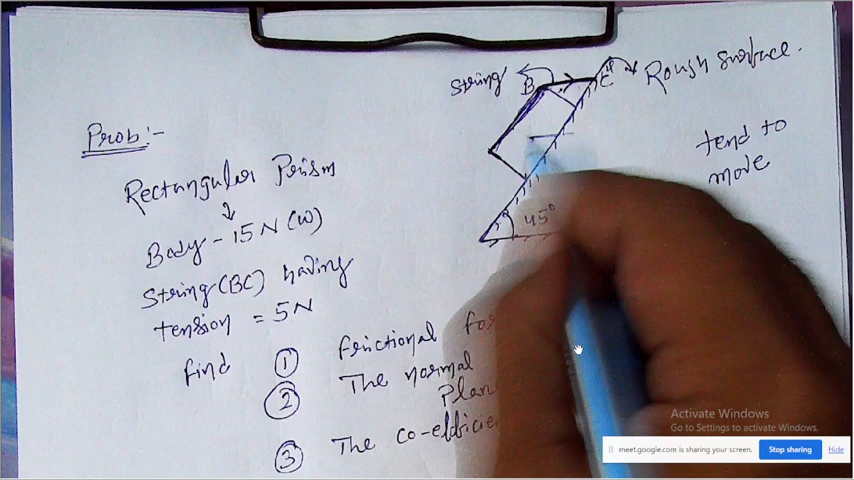 Prob:-
Rectangular Prism
Body - 15 N (W)
String (BC) having
tension = 5N
find
① frictional for
② The normal
Plan
③ The co-efficie
String
B
C
Rough surface.
tend to
move
45°
Activate Windows
Go to Settings to activate Windows.
meet.google.com is sharing your screen.
Stop sharing
Hide